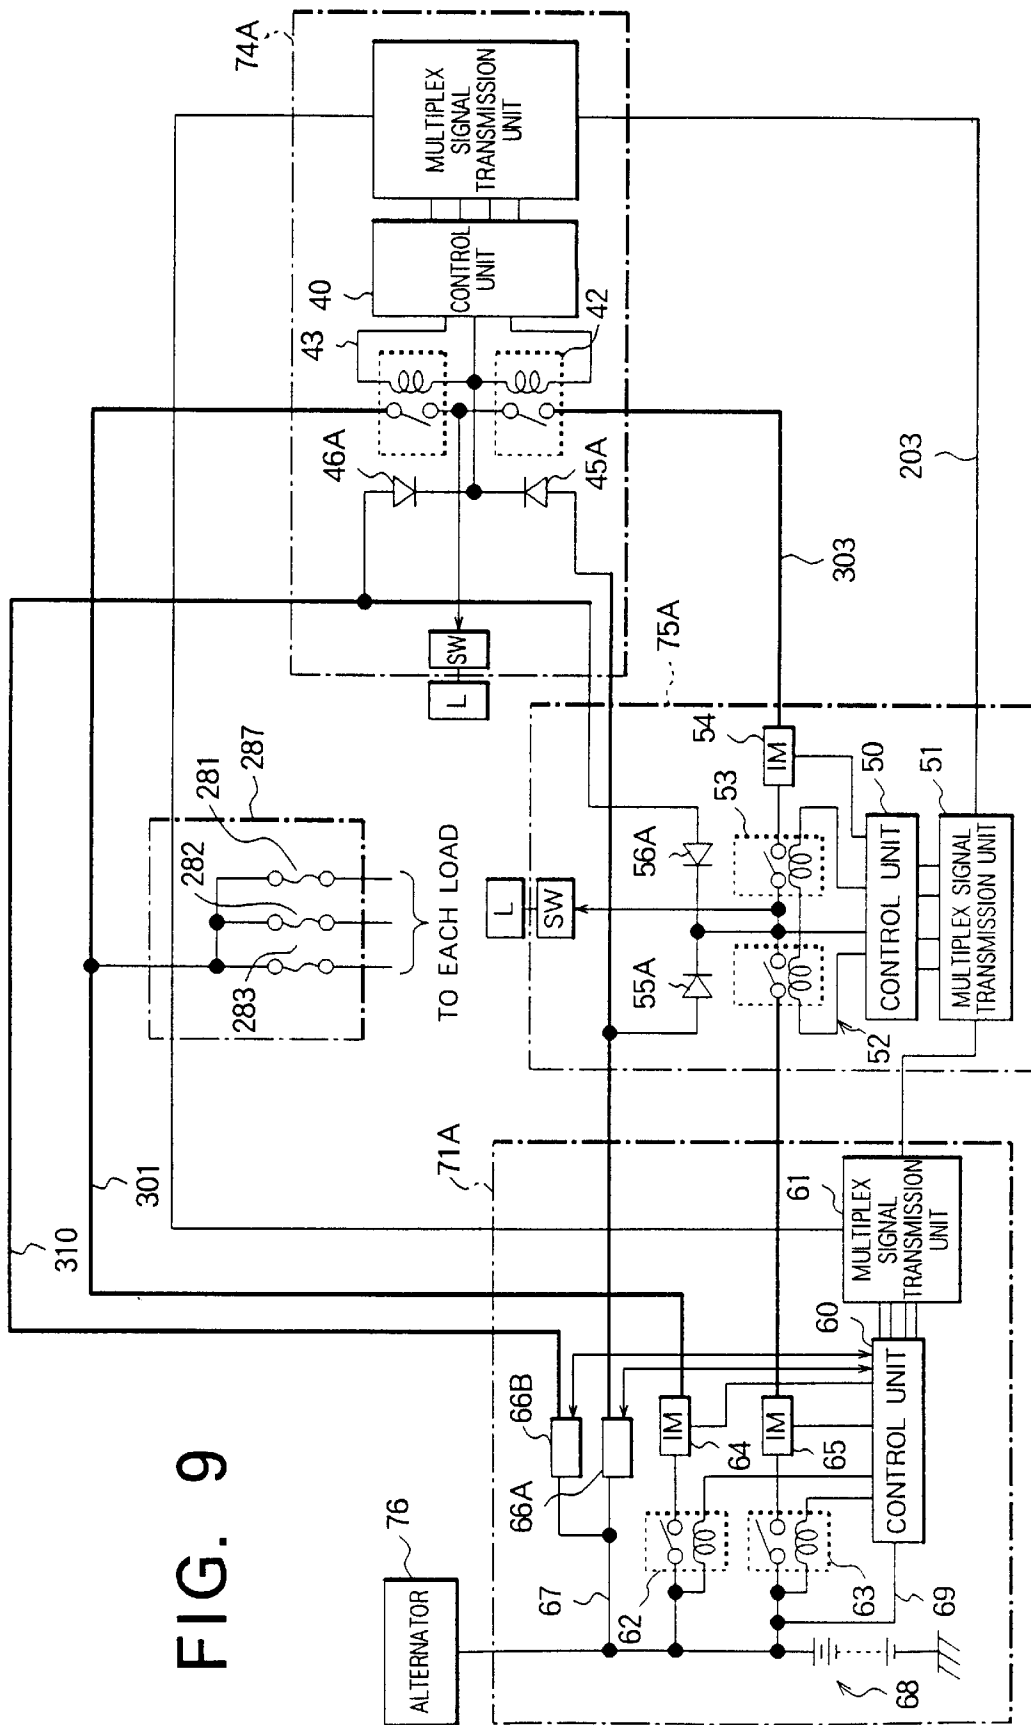 FIG. 9
310
301
281
282
287
283
TO EACH LOAD
74A
MULTIPLEX
SIGNAL
TRANSMISSION
UNIT
CONTROL
UNIT
40
43
42
46A
45A
SW
L
303
203
75A
54
IM
53
56A
55A
L
SW
50
51
CONTROL UNIT
MULTIPLEX SIGNAL
TRANSMISSION UNIT
52
71A
61
MULTIPLEX
SIGNAL
TRANSMISSION
UNIT
60
CONTROL UNIT
66B
66A
IM
64
IM
65
76
ALTERNATOR
67
62
63
69
68